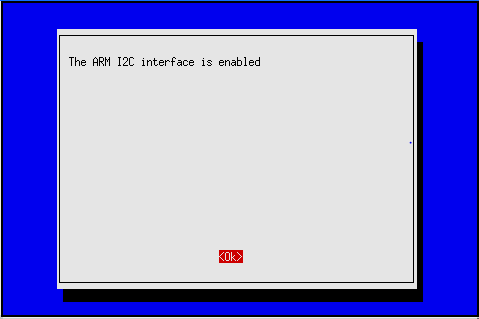 The ARM I2C interface is enabled
<Ok>